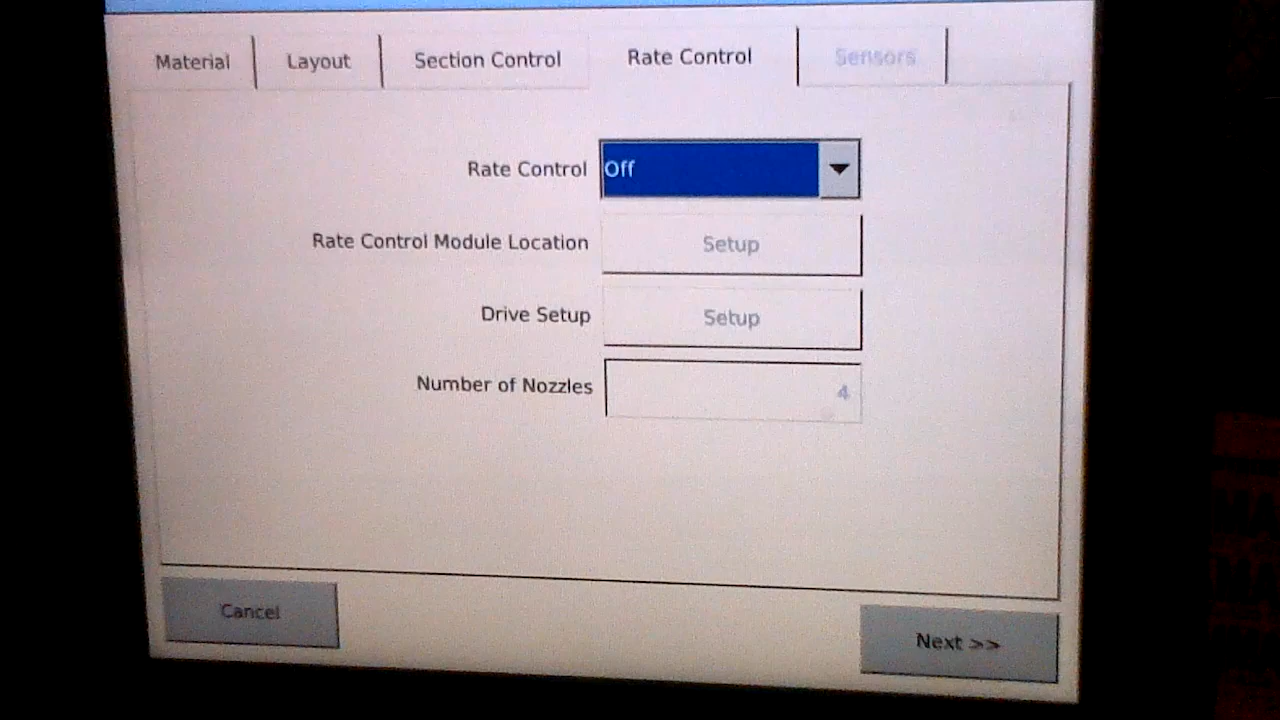 Material Layout Section Control Rate Control Sensors
Rate Control Off
Rate Control Module Location Setup
Drive Setup Setup
Number of Nozzles 4
Cancel Next >>